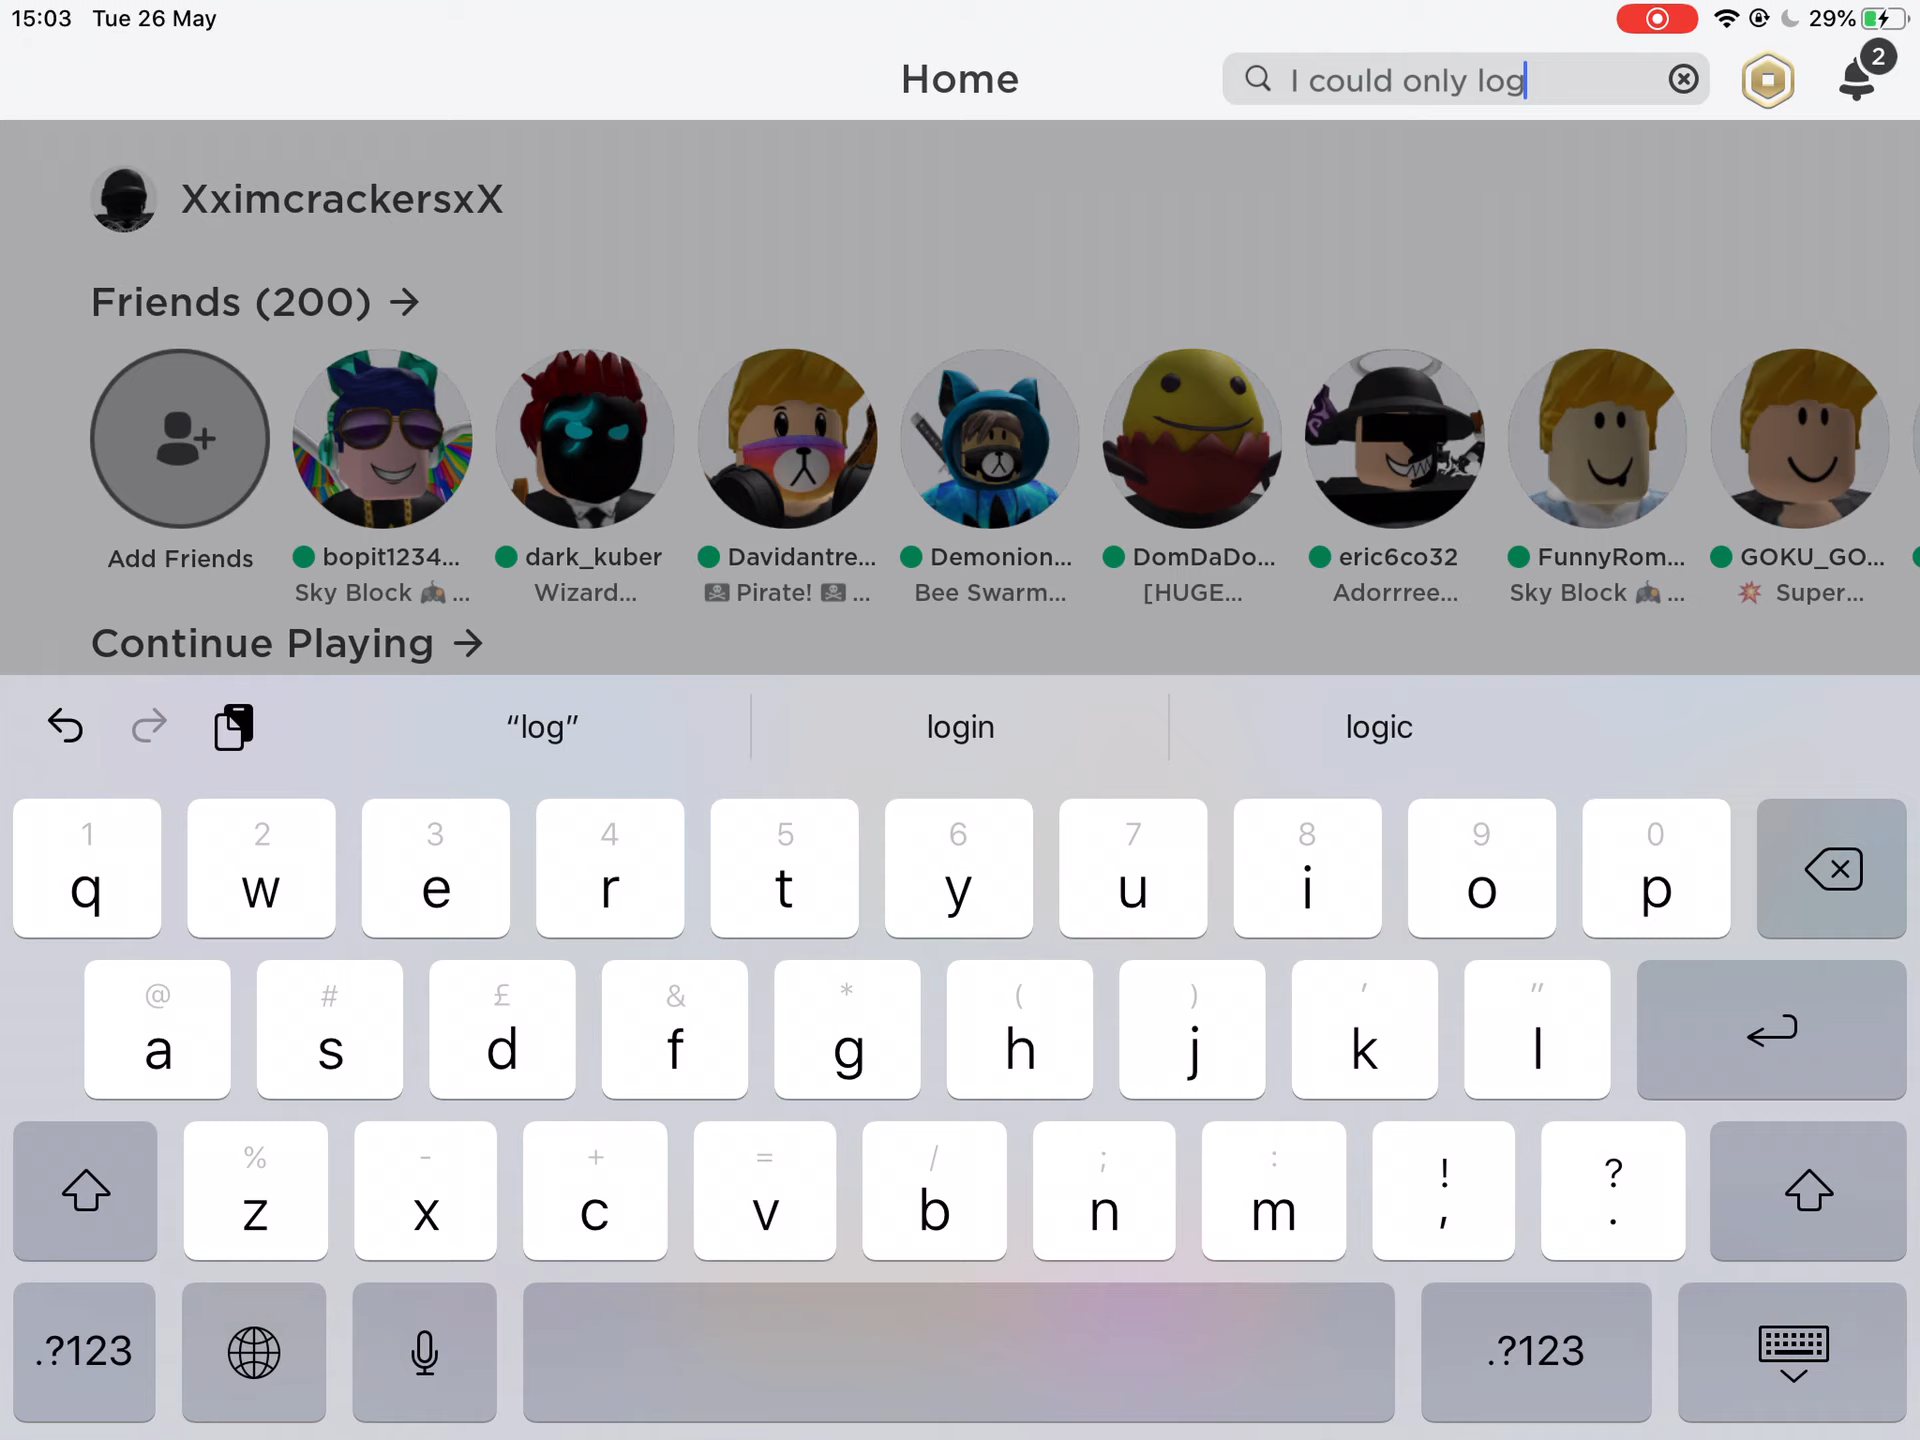 15:03 Tue 26 May 29%
Home I could only log 2
XximcrackersxX
Friends (200) →
Add Friends bopit1234... dark_kuber Davidantre... Demonion... DomDaDo... eric6co32 FunnyRom... GOKU_GO...
Sky Block 🎮 ... Wizard... ☠ Pirate! ☠ ... Bee Swarm... [HUGE... Adorrree... Sky Block 🎮 ... 💥 Super...
Continue Playing →
“log” login logic
1 2 3 4 5 6 7 8 9 0
q w e r t y u i o p
@ # £ & * ( ) ' "
a s d f g h j k l
% - + = / ; : ! ?
z x c v b n m , .
.?123 .?123